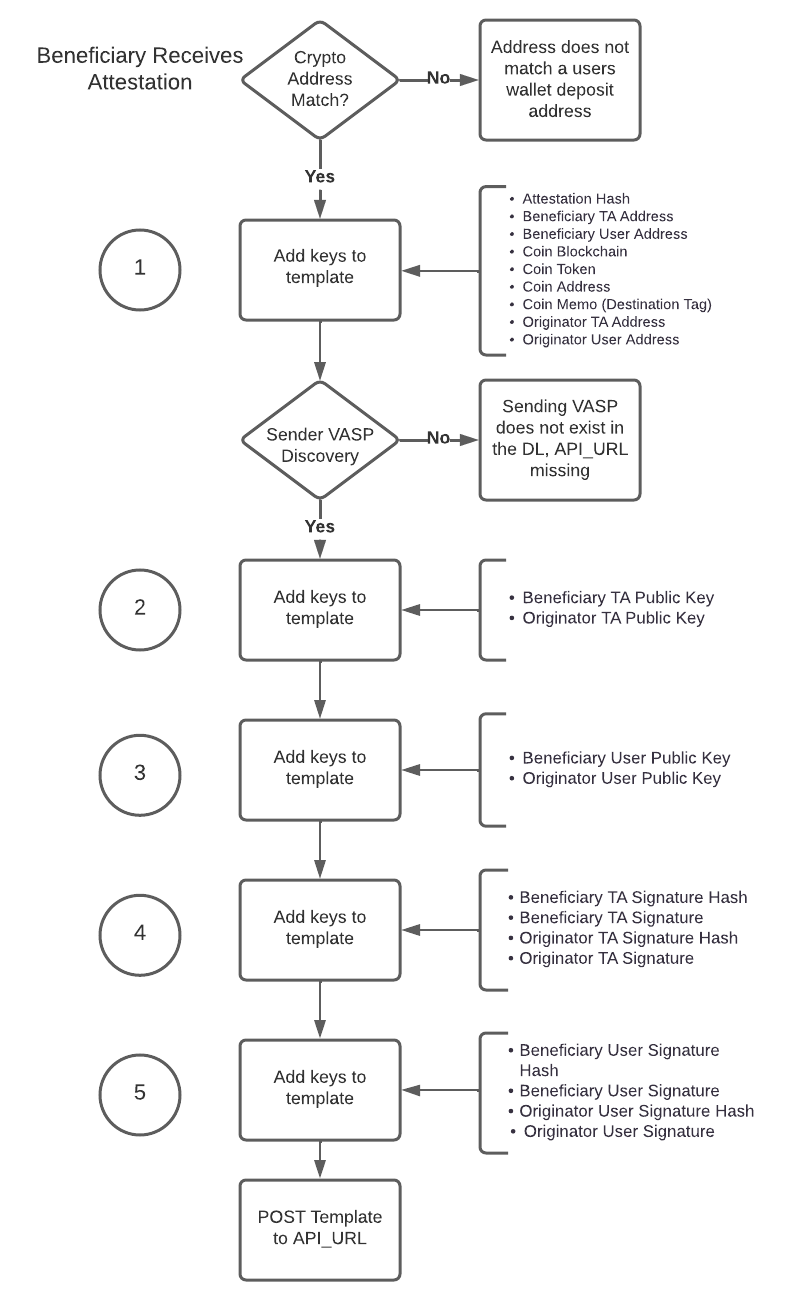 Beneficiary Receives
Attestation
Crypto
Address
Match?
No
Address does not
match a users
wallet deposit
address
Yes
1
Add keys to
template
• Attestation Hash
• Beneficiary TA Address
• Beneficiary User Address
• Coin Blockchain
• Coin Token
• Coin Address
• Coin Memo (Destination Tag)
• Originator TA Address
• Originator User Address
Sender VASP
Discovery
No
Sending VASP
does not exist in
the DL, API_URL
missing
Yes
2
Add keys to
template
• Beneficiary TA Public Key
• Originator TA Public Key
3
Add keys to
template
• Beneficiary User Public Key
• Originator User Public Key
4
Add keys to
template
• Beneficiary TA Signature Hash
• Beneficiary TA Signature
• Originator TA Signature Hash
• Originator TA Signature
5
Add keys to
template
• Beneficiary User Signature
Hash
• Beneficiary User Signature
• Originator User Signature Hash
• Originator User Signature
POST Template
to API_URL